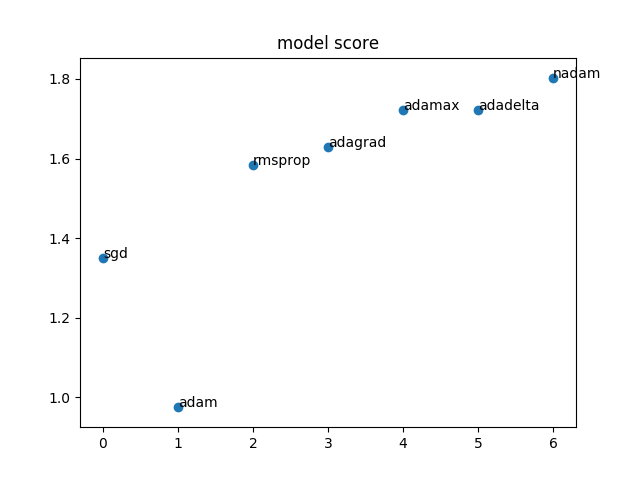 model score
1.8
1.6
1.4
1.2
1.0
nadam
adamax
adadelta
adagrad
rmsprop
sgd
adam
0 1 2 3 4 5 6